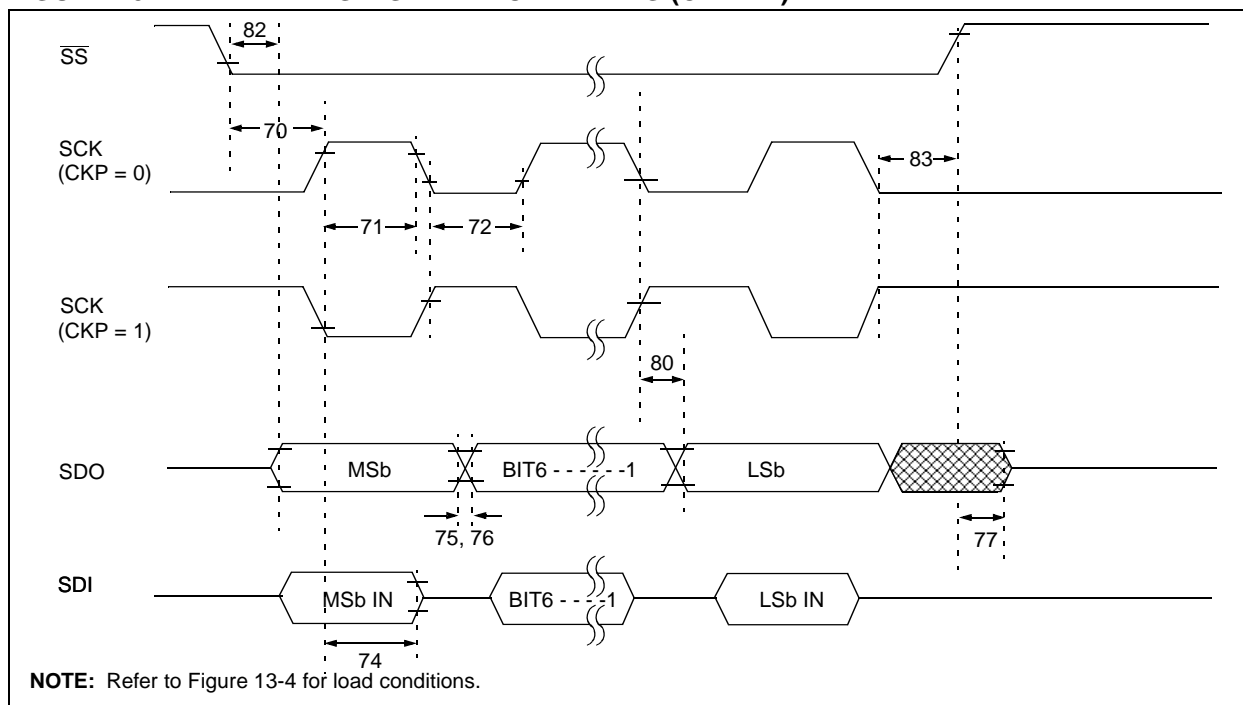 82
SS
70
SCK
(CKP = 0)
83
71
72
SCK
(CKP = 1)
80
SDO
MSb
BIT6 - - - - - -1
LSb
75, 76
77
SDI
MSb IN
BIT6 - - - -1
LSb IN
74
NOTE: Refer to Figure 13-4 for load conditions.